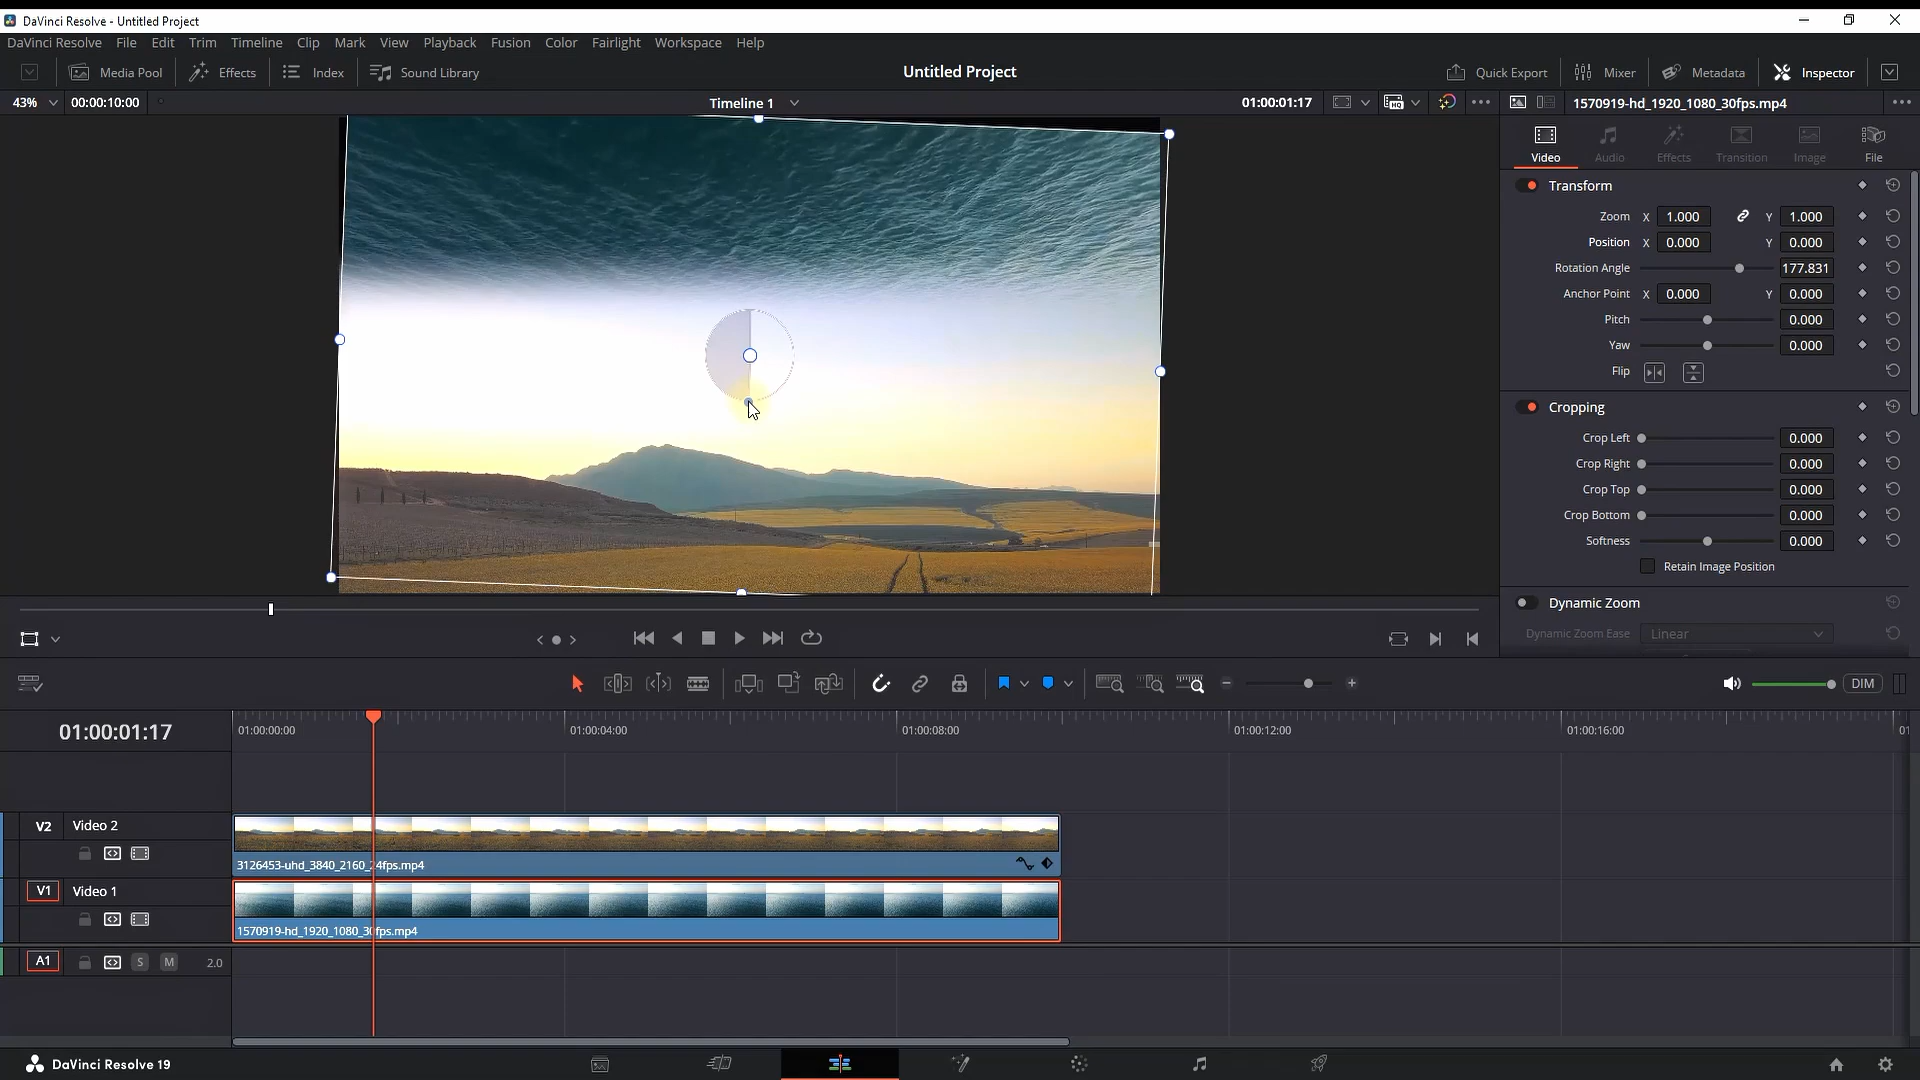 DaVinci Resolve - Untitled Project
DaVinci Resolve File Edit Trim Timeline Clip Mark View Playback Fusion Color Fairlight Workspace Help
Media Pool Effects Index Sound Library Untitled Project Quick Export Mixer Metadata Inspector
43% 00:00:10:00 Timeline 1 01:00:01:17 1570919-hd_1920_1080_30fps.mp4
Video Audio Effects Transition Image File
Transform
Zoom X 1.000 Y 1.000
Position X 0.000 Y 0.000
Rotation Angle 177.831
Anchor Point X 0.000 Y 0.000
Pitch 0.000
Yaw 0.000
Flip
Cropping
Crop Left 0.000
Crop Right 0.000
Crop Top 0.000
Crop Bottom 0.000
Softness 0.000
Retain Image Position
Dynamic Zoom
Dynamic Zoom Ease Linear
DIM
01:00:01:17
01:00:00:00 01:00:04:00 01:00:08:00 01:00:12:00 01:00:16:00
V2 Video 2
3126453-uhd_3840_2160_24fps.mp4
V1 Video 1
1570919-hd_1920_1080_30fps.mp4
A1 S M 2.0
DaVinci Resolve 19